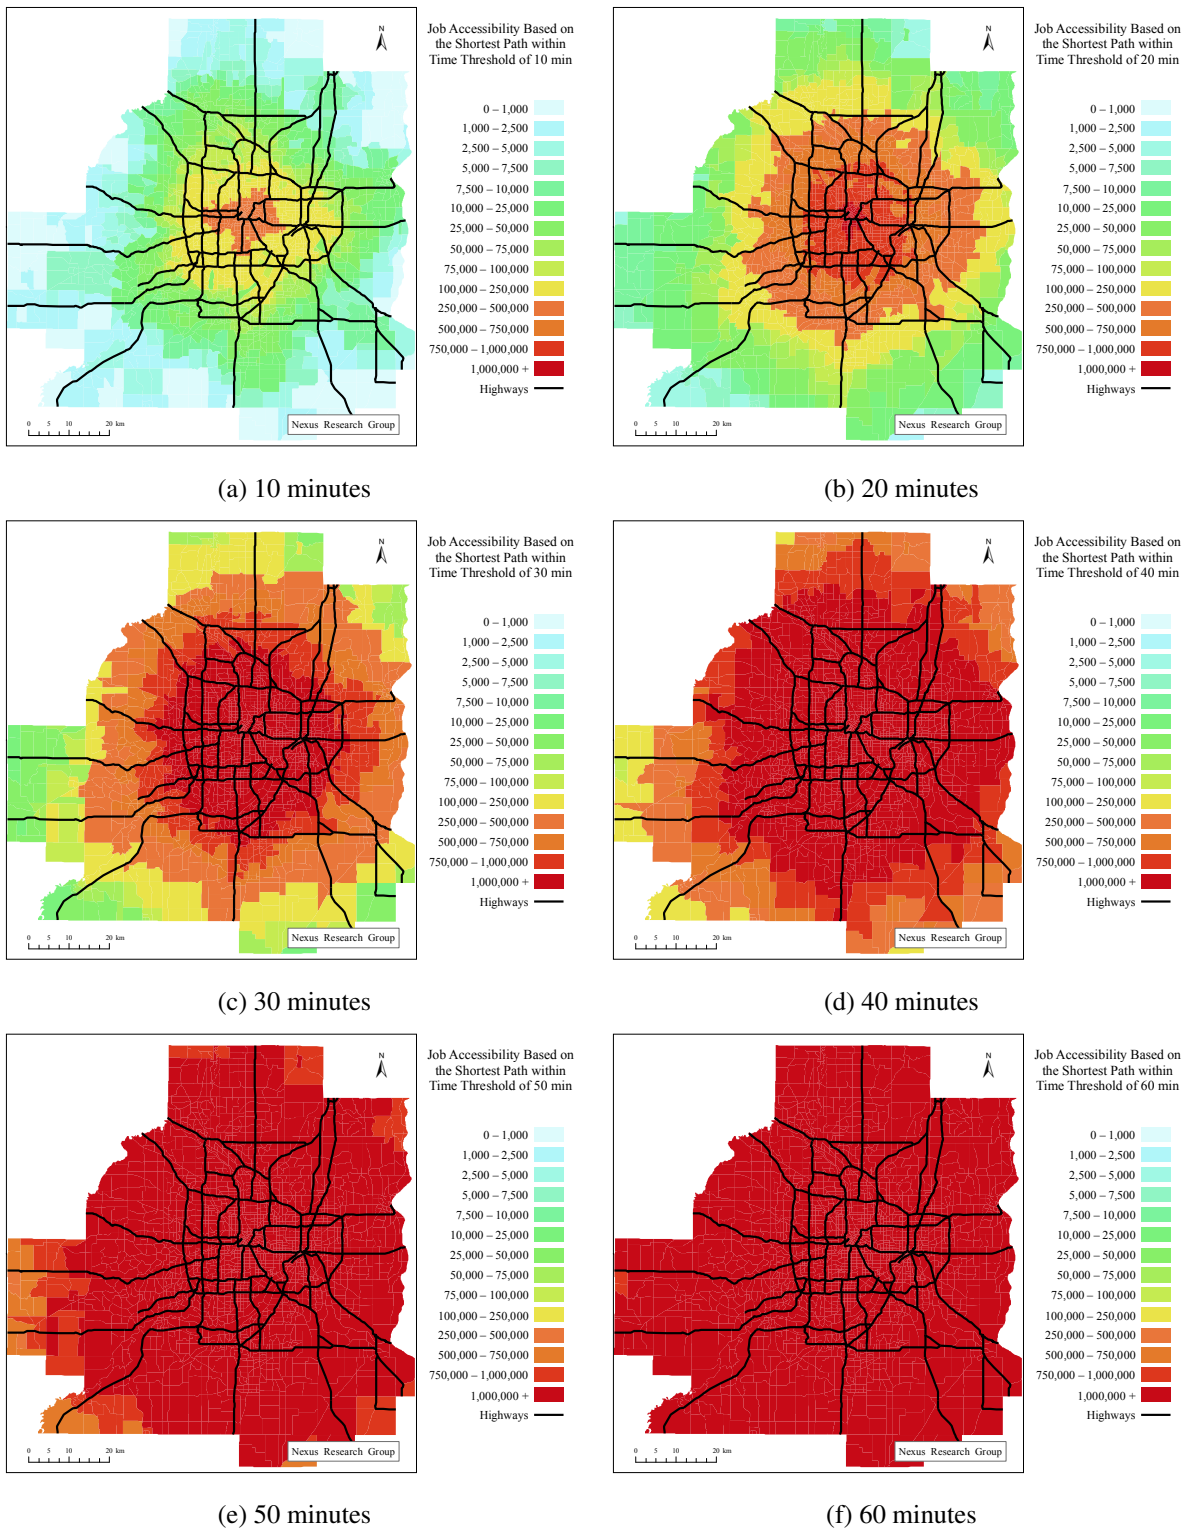 N
Job Accessibility Based on
the Shortest Path within
Time Threshold of 10 min
0 – 1,000
1,000 – 2,500
2,500 – 5,000
5,000 – 7,500
7,500 – 10,000
10,000 – 25,000
25,000 – 50,000
50,000 – 75,000
75,000 – 100,000
100,000 – 250,000
250,000 – 500,000
500,000 – 750,000
750,000 – 1,000,000
1,000,000 +
Highways
0 5 10 20 km
Nexus Research Group
(a) 10 minutes
N
Job Accessibility Based on
the Shortest Path within
Time Threshold of 20 min
0 – 1,000
1,000 – 2,500
2,500 – 5,000
5,000 – 7,500
7,500 – 10,000
10,000 – 25,000
25,000 – 50,000
50,000 – 75,000
75,000 – 100,000
100,000 – 250,000
250,000 – 500,000
500,000 – 750,000
750,000 – 1,000,000
1,000,000 +
Highways
0 5 10 20 km
Nexus Research Group
(b) 20 minutes
N
Job Accessibility Based on
the Shortest Path within
Time Threshold of 30 min
0 – 1,000
1,000 – 2,500
2,500 – 5,000
5,000 – 7,500
7,500 – 10,000
10,000 – 25,000
25,000 – 50,000
50,000 – 75,000
75,000 – 100,000
100,000 – 250,000
250,000 – 500,000
500,000 – 750,000
750,000 – 1,000,000
1,000,000 +
Highways
0 5 10 20 km
Nexus Research Group
(c) 30 minutes
N
Job Accessibility Based on
the Shortest Path within
Time Threshold of 40 min
0 – 1,000
1,000 – 2,500
2,500 – 5,000
5,000 – 7,500
7,500 – 10,000
10,000 – 25,000
25,000 – 50,000
50,000 – 75,000
75,000 – 100,000
100,000 – 250,000
250,000 – 500,000
500,000 – 750,000
750,000 – 1,000,000
1,000,000 +
Highways
0 5 10 20 km
Nexus Research Group
(d) 40 minutes
N
Job Accessibility Based on
the Shortest Path within
Time Threshold of 50 min
0 – 1,000
1,000 – 2,500
2,500 – 5,000
5,000 – 7,500
7,500 – 10,000
10,000 – 25,000
25,000 – 50,000
50,000 – 75,000
75,000 – 100,000
100,000 – 250,000
250,000 – 500,000
500,000 – 750,000
750,000 – 1,000,000
1,000,000 +
Highways
0 5 10 20 km
Nexus Research Group
(e) 50 minutes
N
Job Accessibility Based on
the Shortest Path within
Time Threshold of 60 min
0 – 1,000
1,000 – 2,500
2,500 – 5,000
5,000 – 7,500
7,500 – 10,000
10,000 – 25,000
25,000 – 50,000
50,000 – 75,000
75,000 – 100,000
100,000 – 250,000
250,000 – 500,000
500,000 – 750,000
750,000 – 1,000,000
1,000,000 +
Highways
0 5 10 20 km
Nexus Research Group
(f) 60 minutes